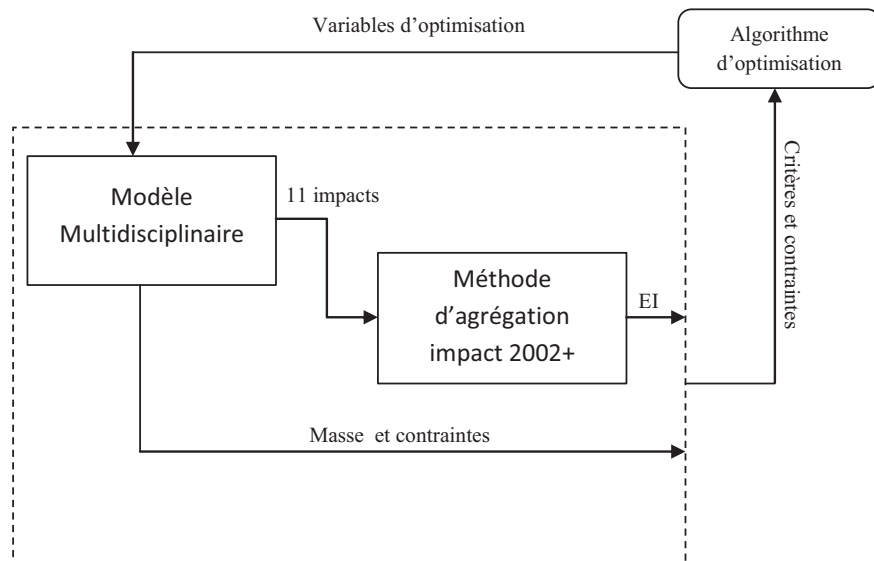 Variables d’optimisation
Algorithme
d’optimisation
Modèle
Multidisciplinaire
11 impacts
Méthode
d’agrégation
impact 2002+
EI
Critères et contraintes
Masse et contraintes